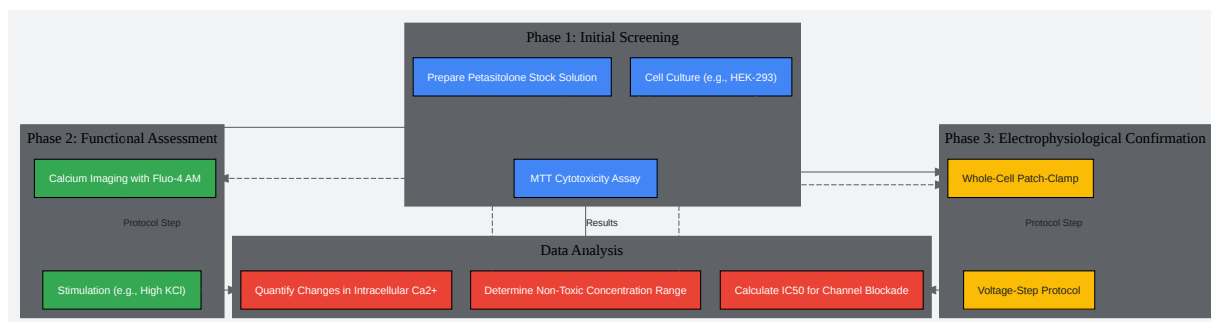 Phase 1: Initial Screening
Prepare Petasitolone Stock Solution
Cell Culture (e.g., HEK-293)
Phase 2: Functional Assessment
Phase 3: Electrophysiological Confirmation
Calcium Imaging with Fluo-4 AM
MTT Cytotoxicity Assay
Whole-Cell Patch-Clamp
Protocol Step
Results
Protocol Step
Data Analysis
Stimulation (e.g., High KCl)
Quantify Changes in Intracellular Ca2+
Determine Non-Toxic Concentration Range
Calculate IC50 for Channel Blockade
Voltage-Step Protocol